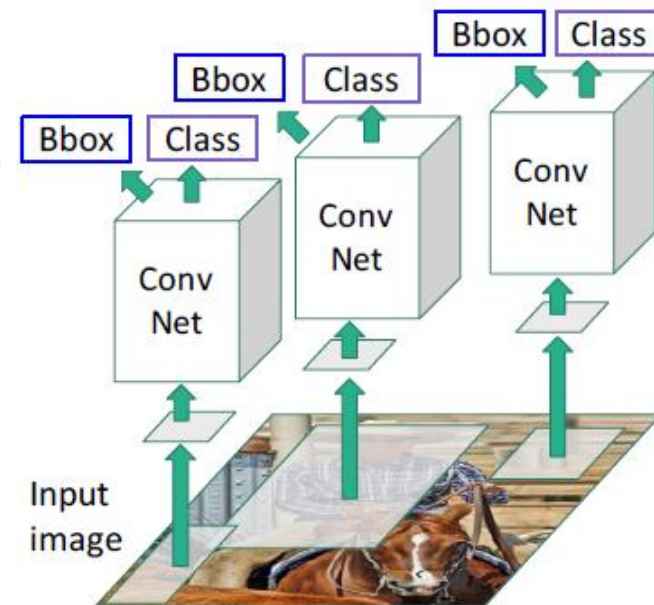 Bbox Class
Bbox Class
Bbox Class
Conv
Net
Conv
Net
Conv
Net
Input
image